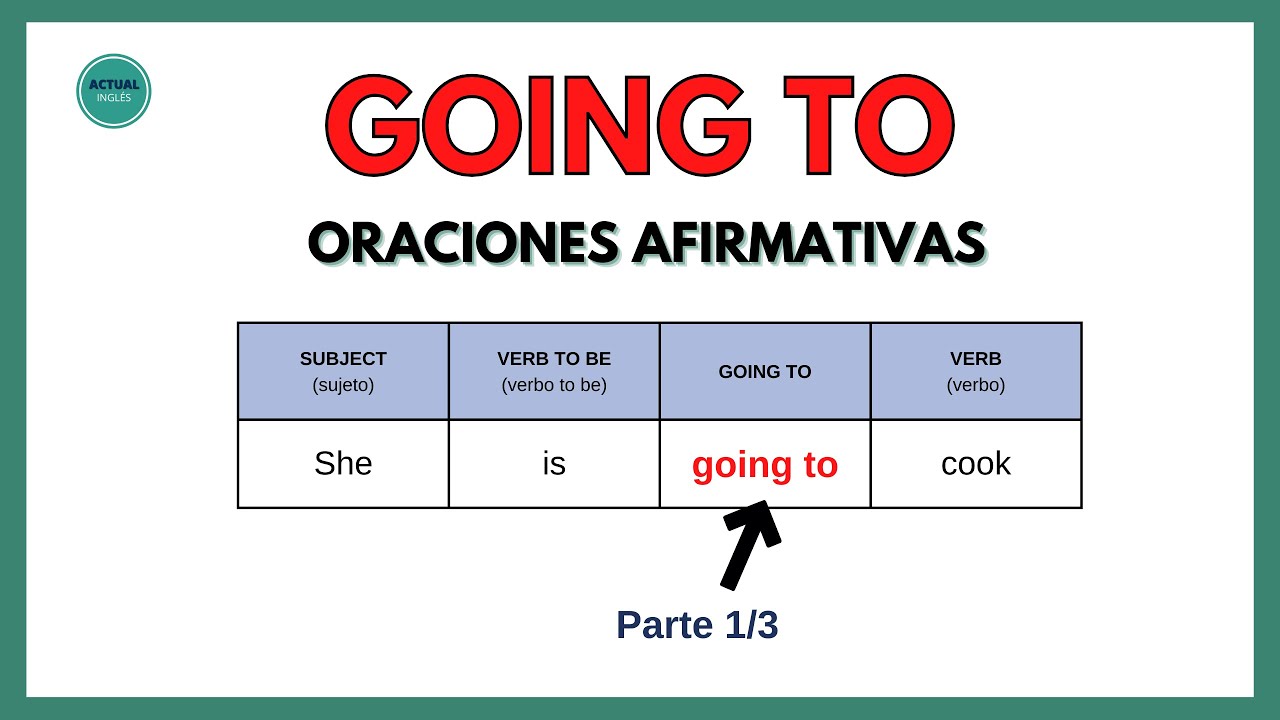 ACTUAL
INGLÉS
GOING TO
ORACIONES AFIRMATIVAS
SUBJECT
(sujeto)
VERB TO BE
(verbo to be)
GOING TO
VERB
(verbo)
She
is
going to
cook
Parte 1/3